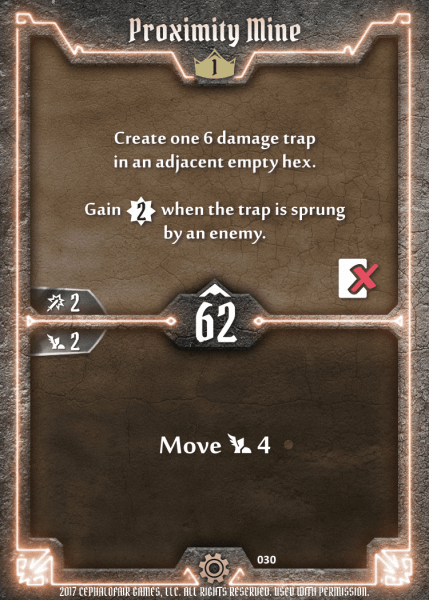 Proximity Mine
1
Create one 6 damage trap
in an adjacent empty hex.
Gain 2 when the trap is sprung
by an enemy.
2
62
2
Move 4
030
2017 CEPHALOFAIR GAMES, LLC. ALL RIGHTS RESERVED. USED WITH PERMISSION.